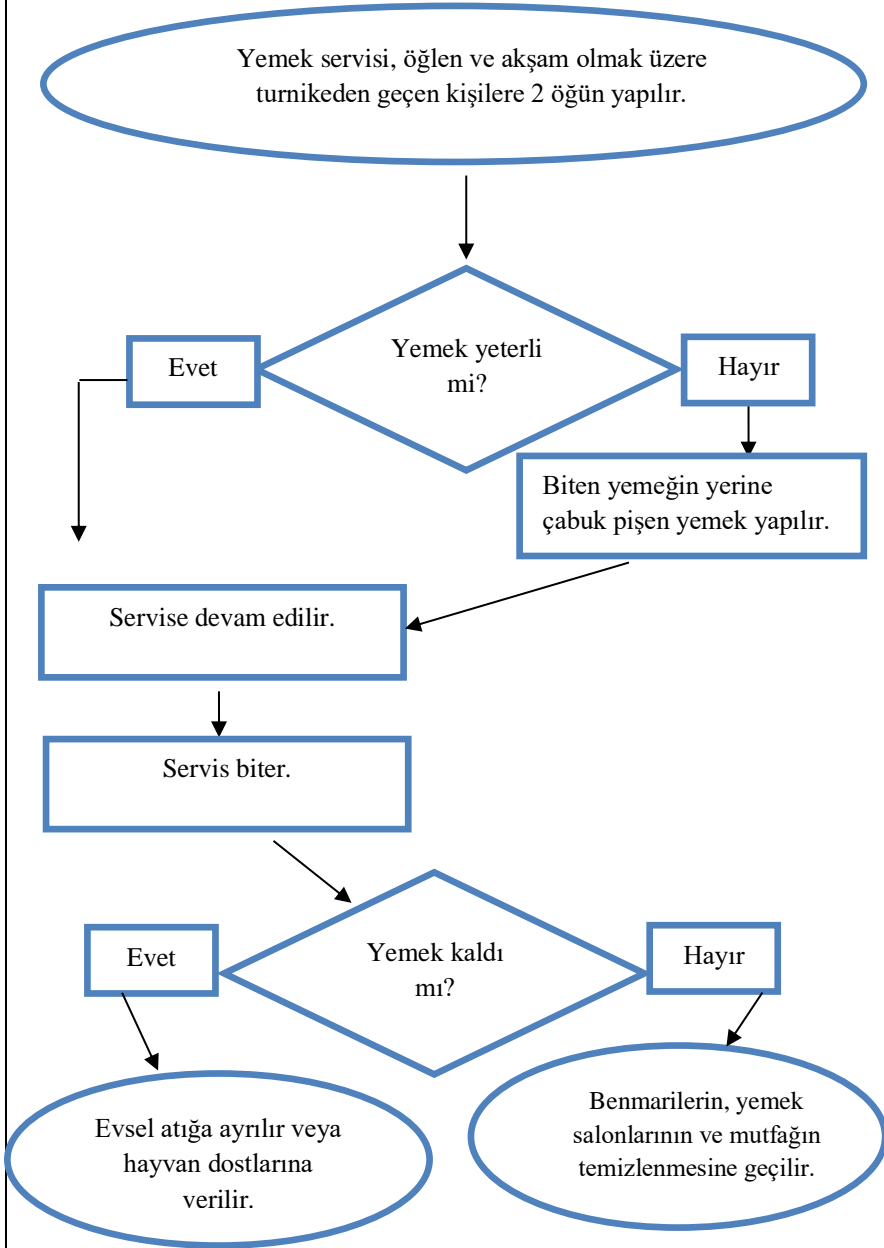 Yemek servisi, öğlen ve akşam olmak üzere
turnikeden geçen kişilere 2 öğün yapılır.
Yemek yeterli
mi?
Evet
Hayır
Biten yemeğin yerine
çabuk pişen yemek yapılır.
Servise devam edilir.
Servis biter.
Yemek kaldı
mı?
Evet
Hayır
Evsel atığa ayrılır veya
hayvan dostlarına
verilir.
Benmarilerin, yemek
salonlarının ve mutfağın
temizlenmesine geçilir.